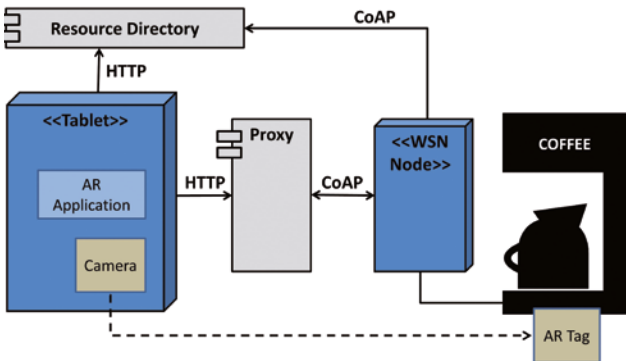 CoAP
Resource Directory
HTTP
<<Tablet>>
AR
Application
Camera
HTTP
Proxy
CoAP
<<WSN
Node>>
COFFEE
AR Tag